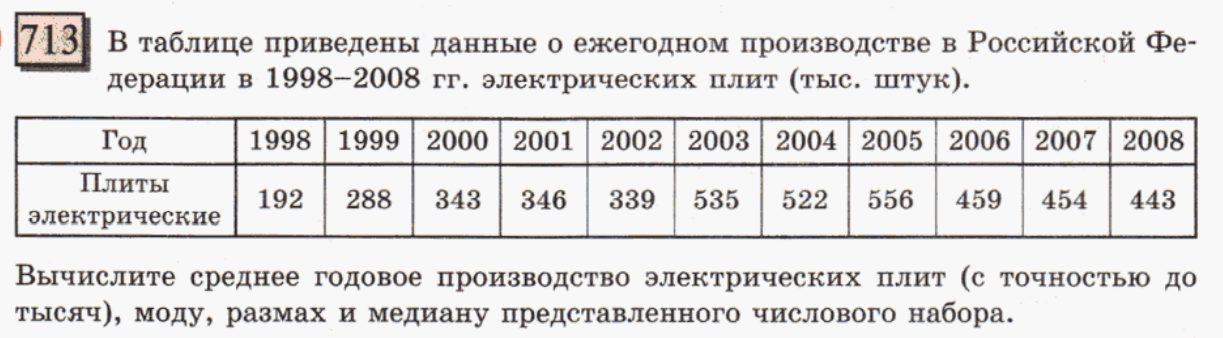 713 В таблице приведены данные о ежегодном производстве в Российской Фе-
дерации в 1998–2008 гг. электрических плит (тыс. штук).
Год 1998 1999 2000 2001 2002 2003 2004 2005 2006 2007 2008
Плиты
электрические 192 288 343 346 339 535 522 556 459 454 443
Вычислите среднее годовое производство электрических плит (с точностью до
тысяч), моду, размах и медиану представленного числового набора.